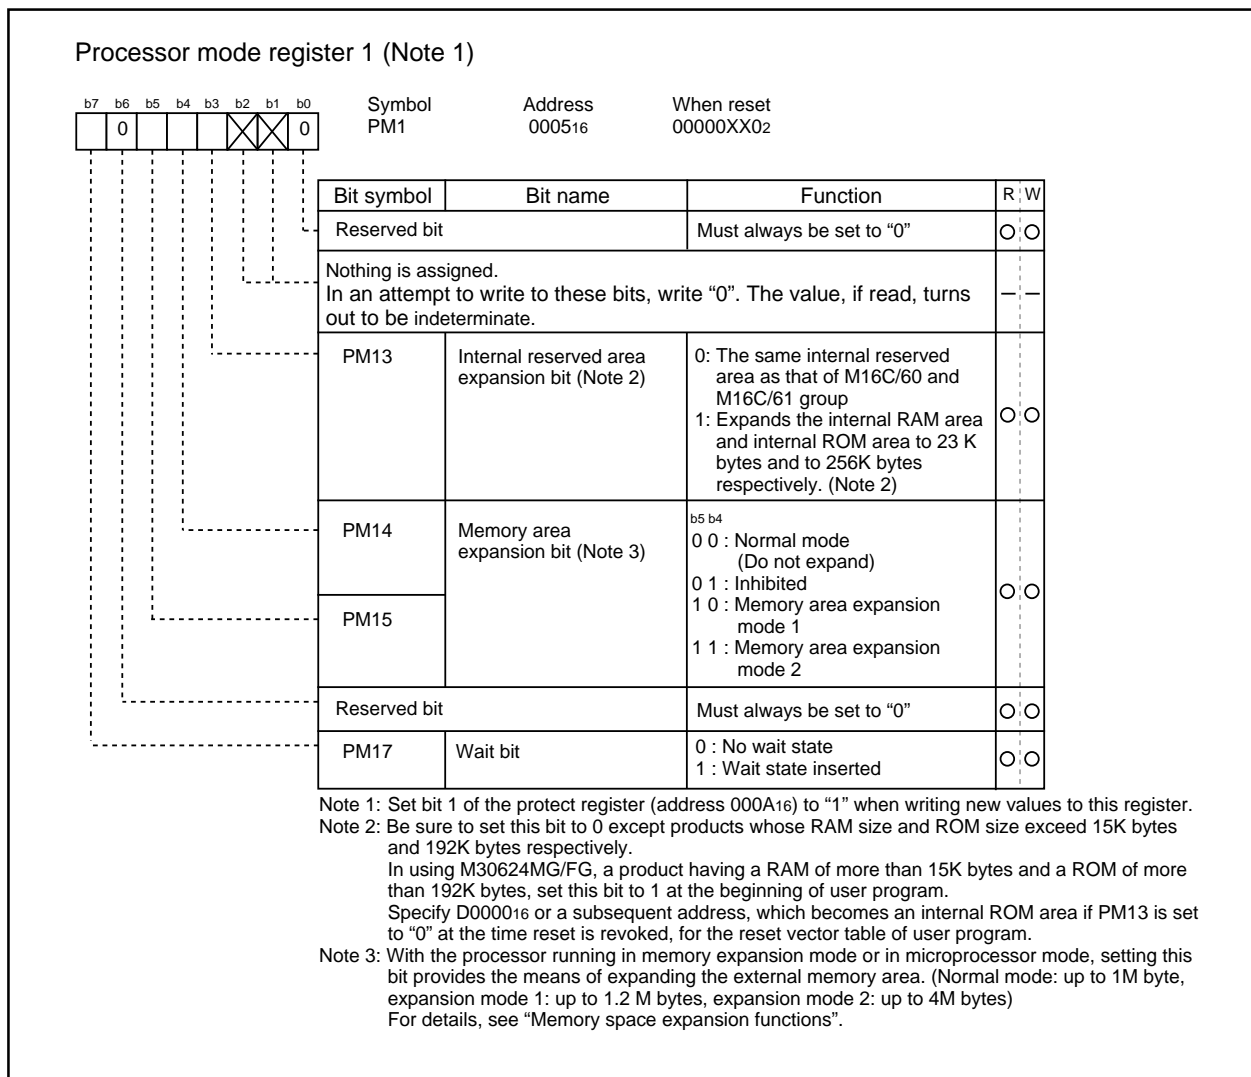 Processor mode register 1 (Note 1)
b7 b6 b5 b4 b3 b2 b1 b0
0 0
Symbol Address When reset
PM1 000516 00000XX02
Bit symbol Bit name Function R W
Reserved bit Must always be set to “0”
Nothing is assigned.
In an attempt to write to these bits, write “0”. The value, if read, turns
out to be indeterminate.
PM13 Internal reserved area
expansion bit (Note 2)
0: The same internal reserved
area as that of M16C/60 and
M16C/61 group
1: Expands the internal RAM area
and internal ROM area to 23 K
bytes and to 256K bytes
respectively. (Note 2)
PM14 Memory area
expansion bit (Note 3)
PM15
b5 b4
0 0 : Normal mode
(Do not expand)
0 1 : Inhibited
1 0 : Memory area expansion
mode 1
1 1 : Memory area expansion
mode 2
Reserved bit Must always be set to “0”
PM17 Wait bit 0 : No wait state
1 : Wait state inserted
Note 1: Set bit 1 of the protect register (address 000A16) to “1” when writing new values to this register.
Note 2: Be sure to set this bit to 0 except products whose RAM size and ROM size exceed 15K bytes
and 192K bytes respectively.
In using M30624MG/FG, a product having a RAM of more than 15K bytes and a ROM of more
than 192K bytes, set this bit to 1 at the beginning of user program.
Specify D000016 or a subsequent address, which becomes an internal ROM area if PM13 is set
to “0” at the time reset is revoked, for the reset vector table of user program.
Note 3: With the processor running in memory expansion mode or in microprocessor mode, setting this
bit provides the means of expanding the external memory area. (Normal mode: up to 1M byte,
expansion mode 1: up to 1.2 M bytes, expansion mode 2: up to 4M bytes)
For details, see “Memory space expansion functions”.